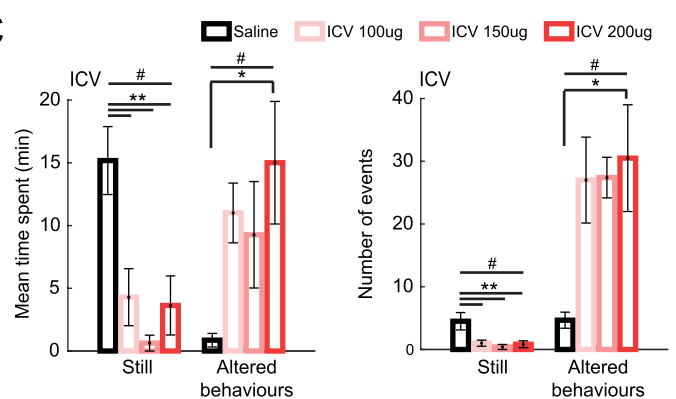 C
Saline ICV 100ug ICV 150ug ICV 200ug
ICV
#
**
#
*
20
15
10
5
0
Mean time spent (min)
Still
Altered
behaviours
ICV
#
**
#
*
40
30
20
10
0
Number of events
Still
Altered
behaviours